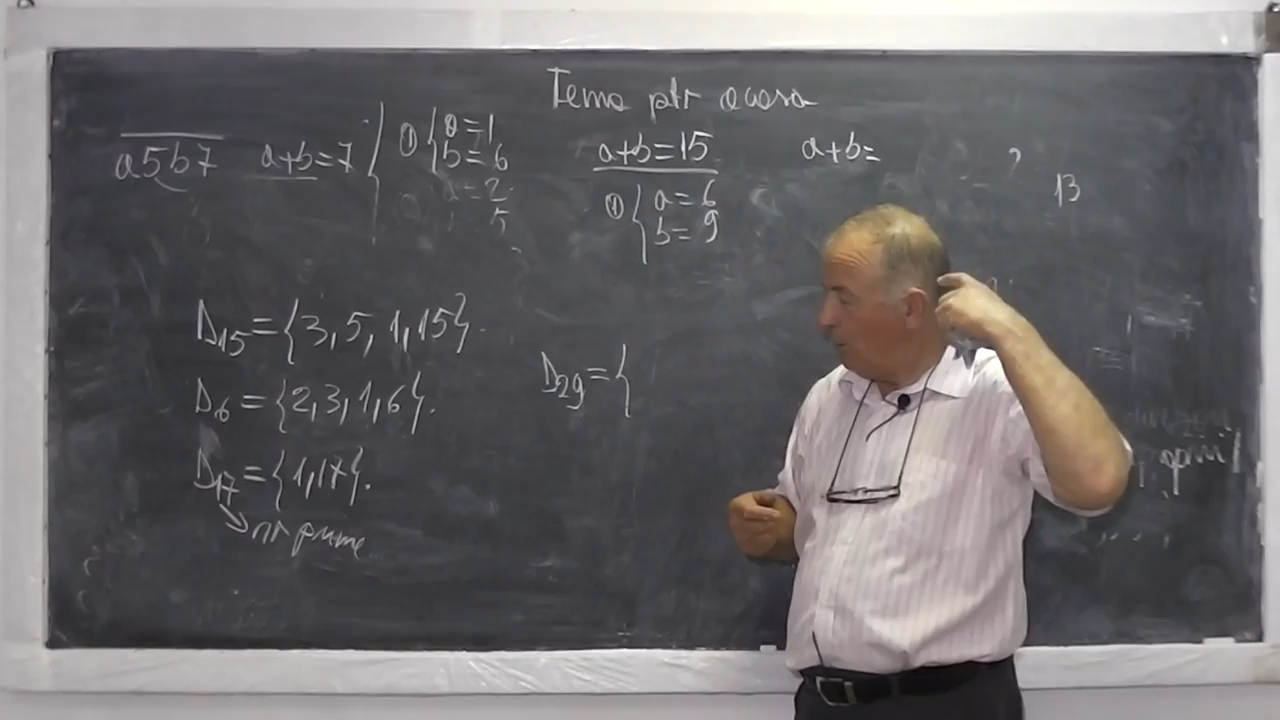 Tema ptr acasa
a5b7 a+b=7 { ① { a=1 b=6
a=2 5
a+b=15
① { a=6 b=9
a+b= ?
13
D15={3,5,1,15}.
D6={2,3,1,6}.
D17={1,17}.
→ nr prime
D29={